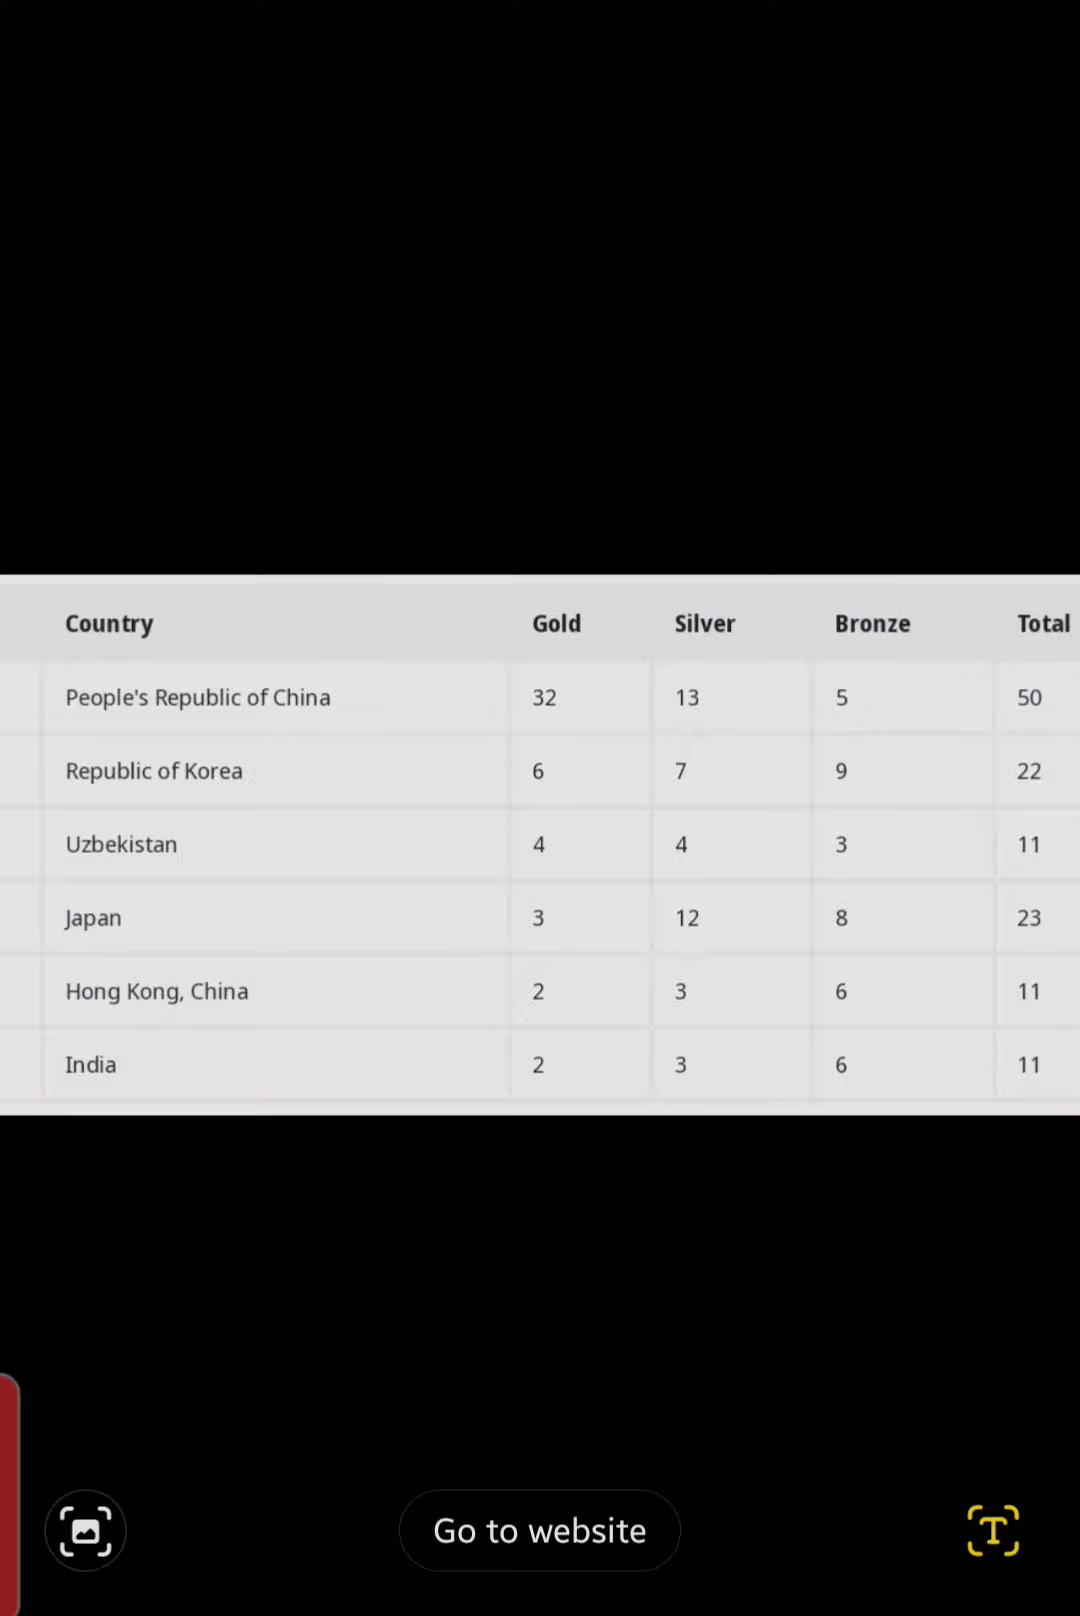 Country Gold Silver Bronze Total
People's Republic of China 32 13 5 50
Republic of Korea 6 7 9 22
Uzbekistan 4 4 3 11
Japan 3 12 8 23
Hong Kong, China 2 3 6 11
India 2 3 6 11
Go to website
T